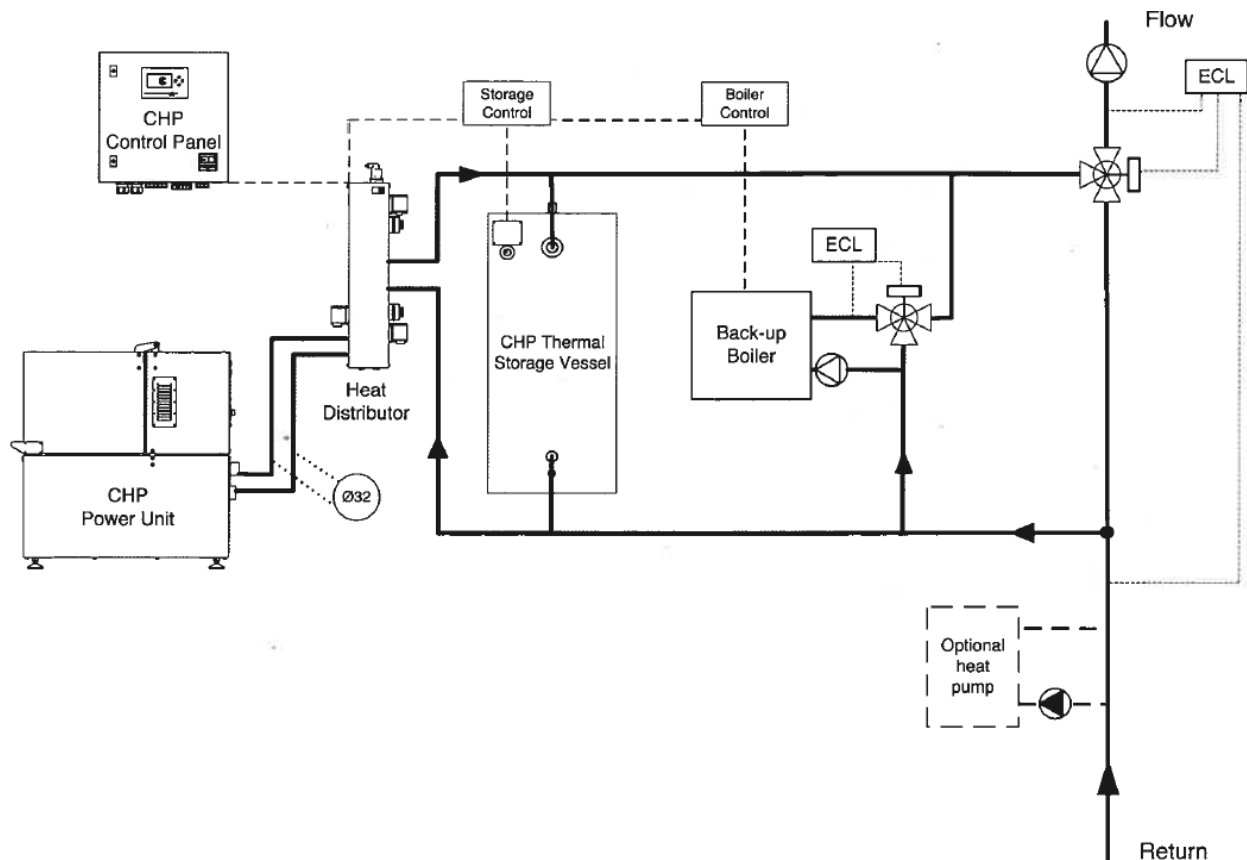 Flow
ECL
CHP
Control Panel
Storage
Control
Boiler
Control
ECL
Back-up
Boiler
CHP Thermal
Storage Vessel
Heat
Distributor
CHP
Power Unit
Ø32
Optional
heat
pump
Return